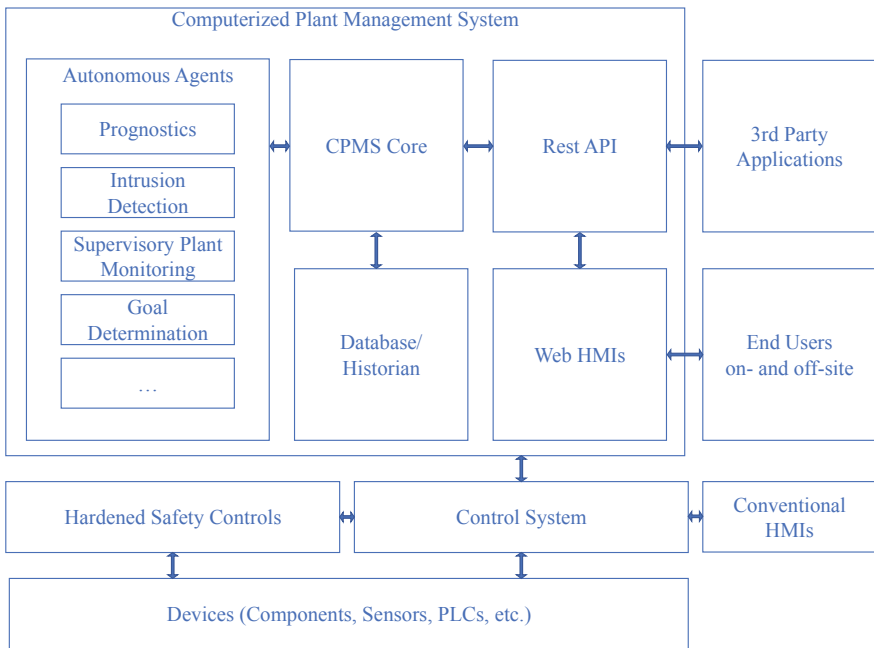 Computerized Plant Management System
Autonomous Agents
Prognostics
Intrusion
Detection
Supervisory Plant
Monitoring
Goal
Determination
…
CPMS Core
Rest API
3rd Party
Applications
Database/
Historian
Web HMIs
End Users
on- and off-site
Hardened Safety Controls
Control System
Conventional
HMIs
Devices (Components, Sensors, PLCs, etc.)